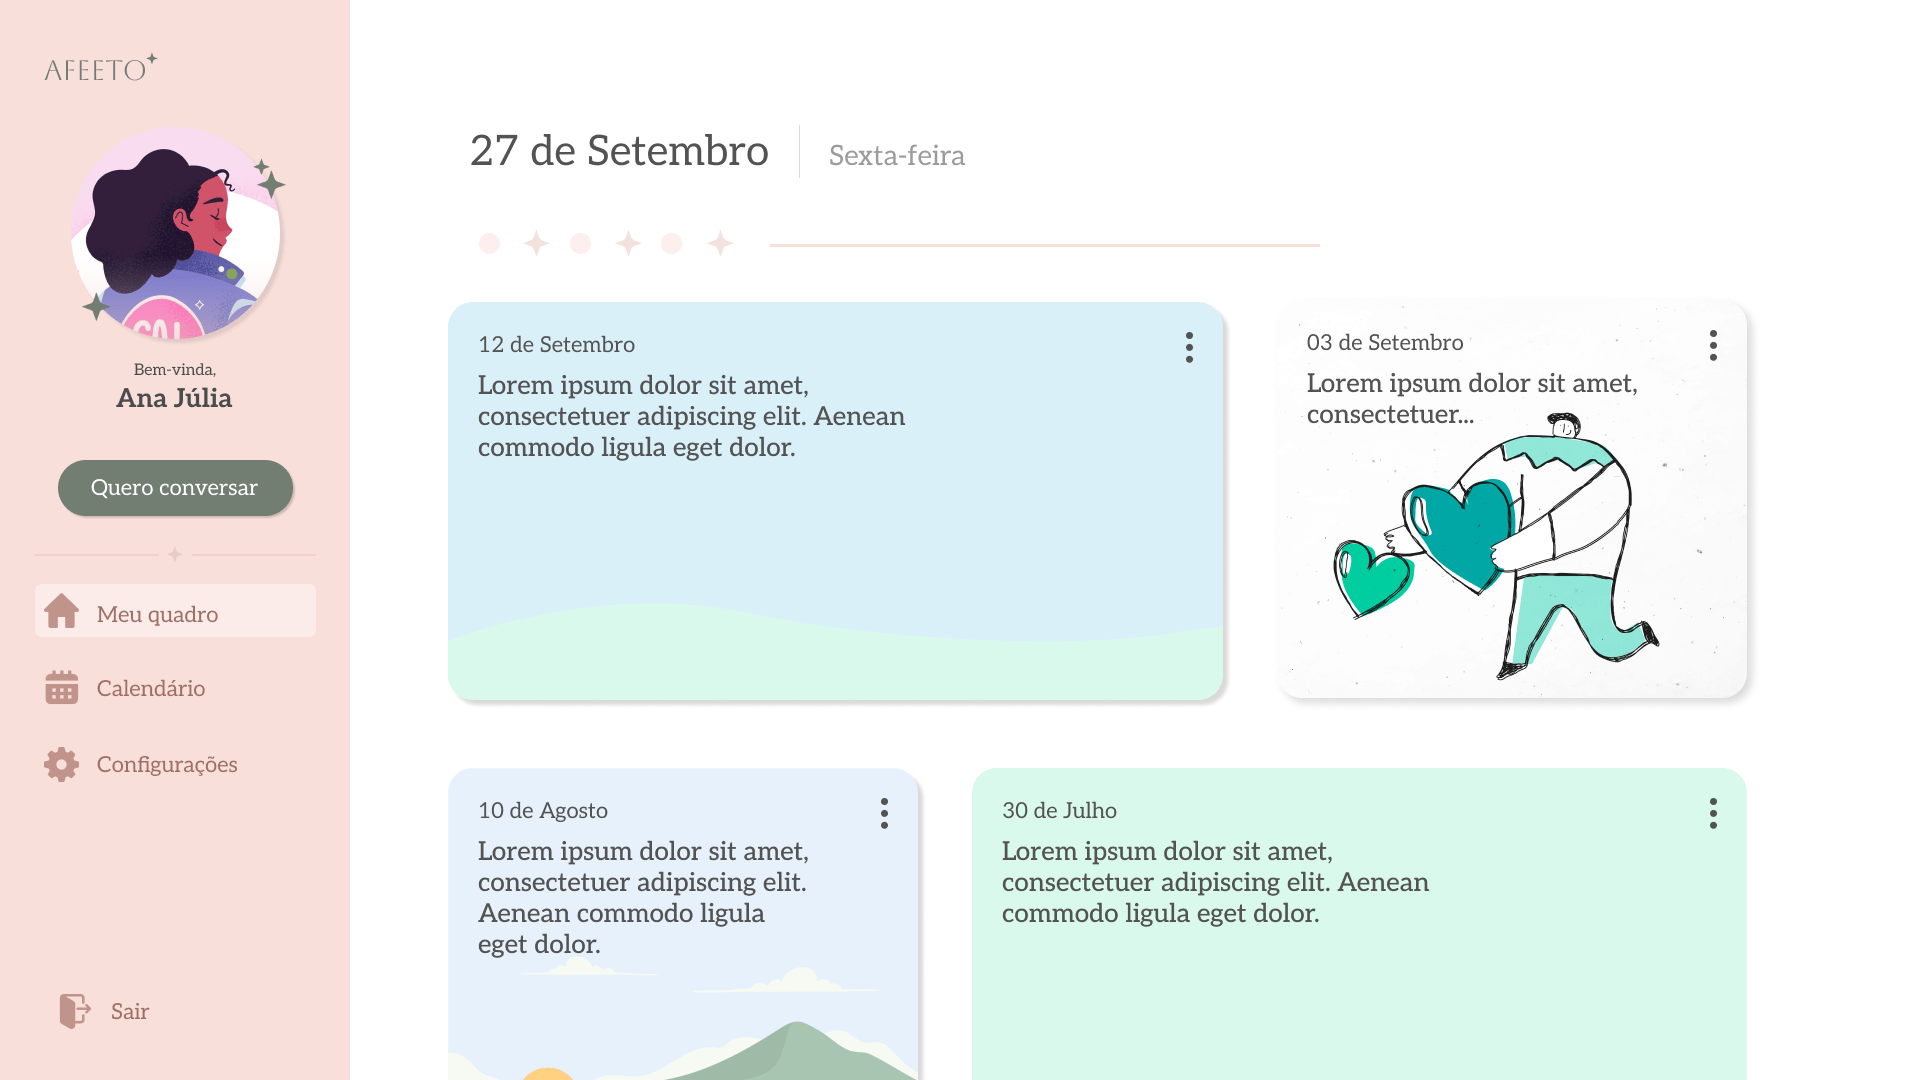 AFEETO
Bem-vinda,
Ana Júlia
Quero conversar
Meu quadro
Calendário
Configurações
Sair
27 de Setembro
Sexta-feira
12 de Setembro
Lorem ipsum dolor sit amet,
consectetuer adipiscing elit. Aenean
commodo ligula eget dolor.
03 de Setembro
Lorem ipsum dolor sit amet,
consectetuer...
10 de Agosto
Lorem ipsum dolor sit amet,
consectetuer adipiscing elit.
Aenean commodo ligula
eget dolor.
30 de Julho
Lorem ipsum dolor sit amet,
consectetuer adipiscing elit. Aenean
commodo ligula eget dolor.